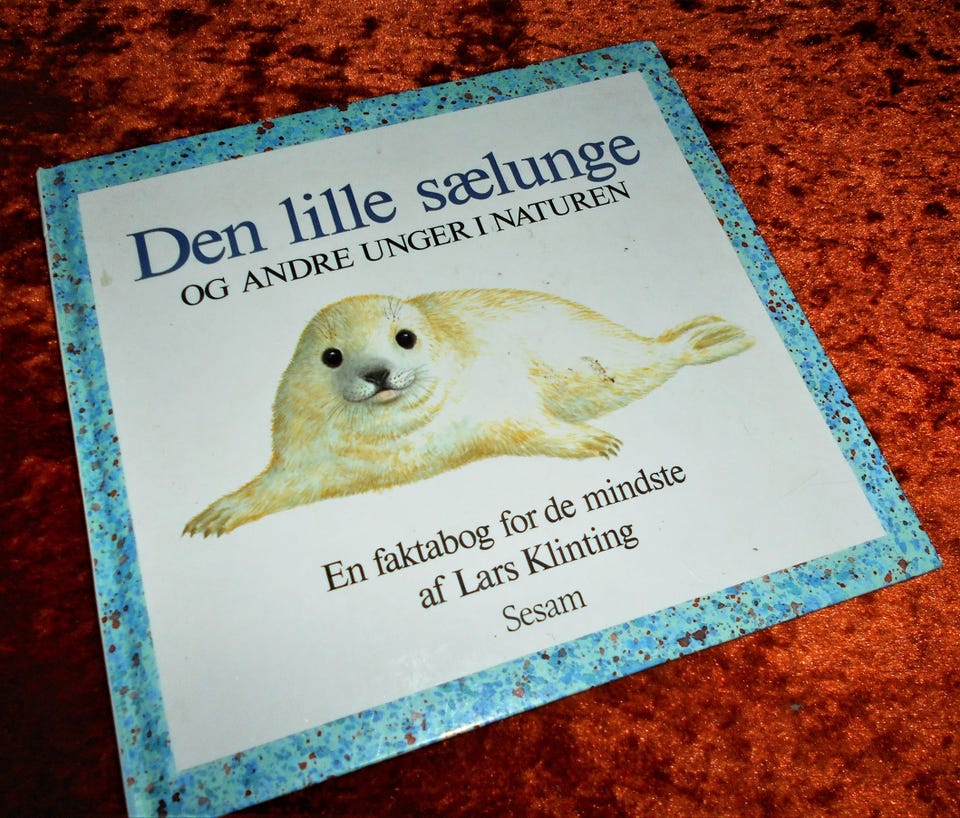 Den lille sælunge
OG ANDRE UNGER I NATUREN
En faktabog for de mindste
af Lars Klinting
Sesam